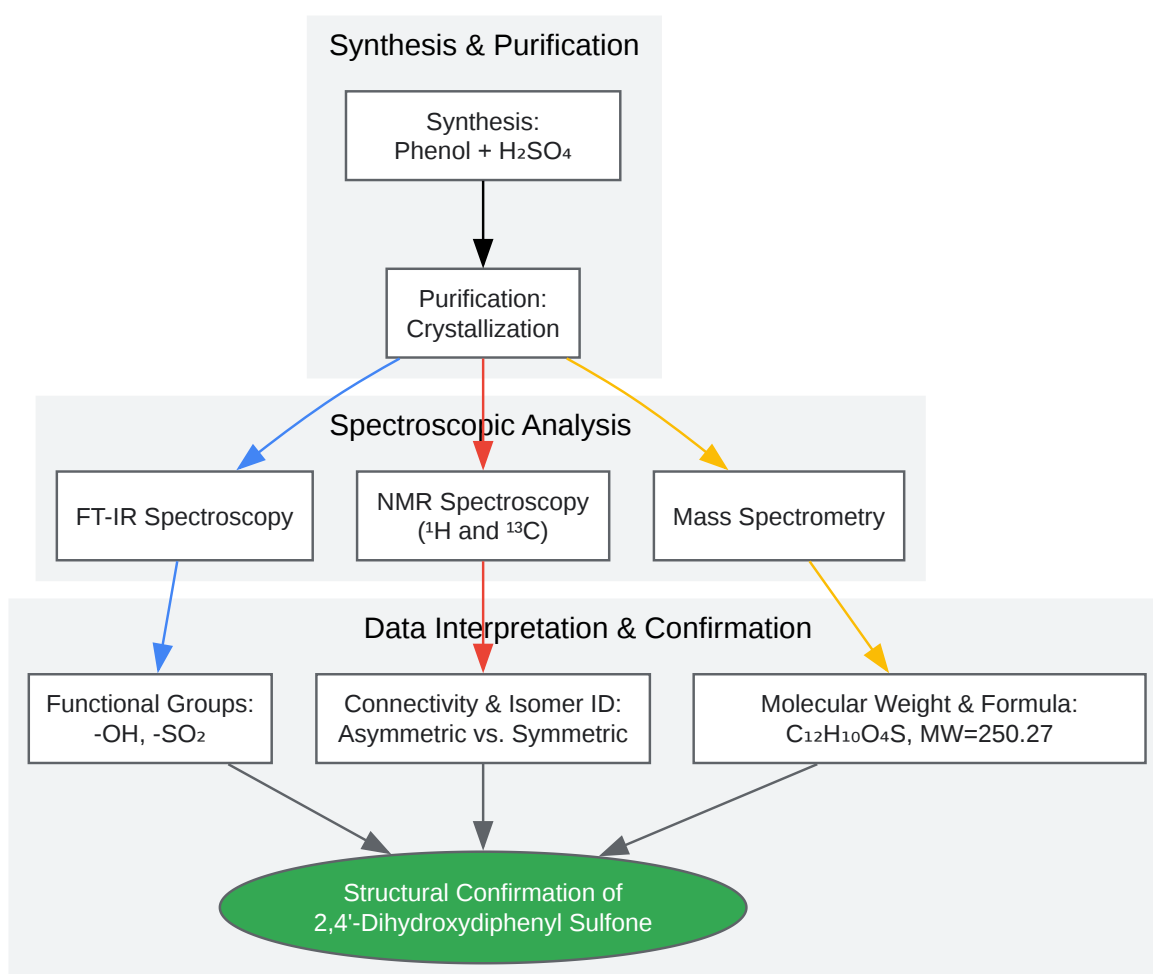 Synthesis & Purification
Synthesis:
Phenol + H₂SO₄
Purification:
Crystallization
Spectroscopic Analysis
FT-IR Spectroscopy
NMR Spectroscopy
(¹H and ¹³C)
Mass Spectrometry
Data Interpretation & Confirmation
Functional Groups:
-OH, -SO₂
Connectivity & Isomer ID:
Asymmetric vs. Symmetric
Molecular Weight & Formula:
C₁₂H₁₀O₄S, MW=250.27
Structural Confirmation of
2,4'-Dihydroxydiphenyl Sulfone